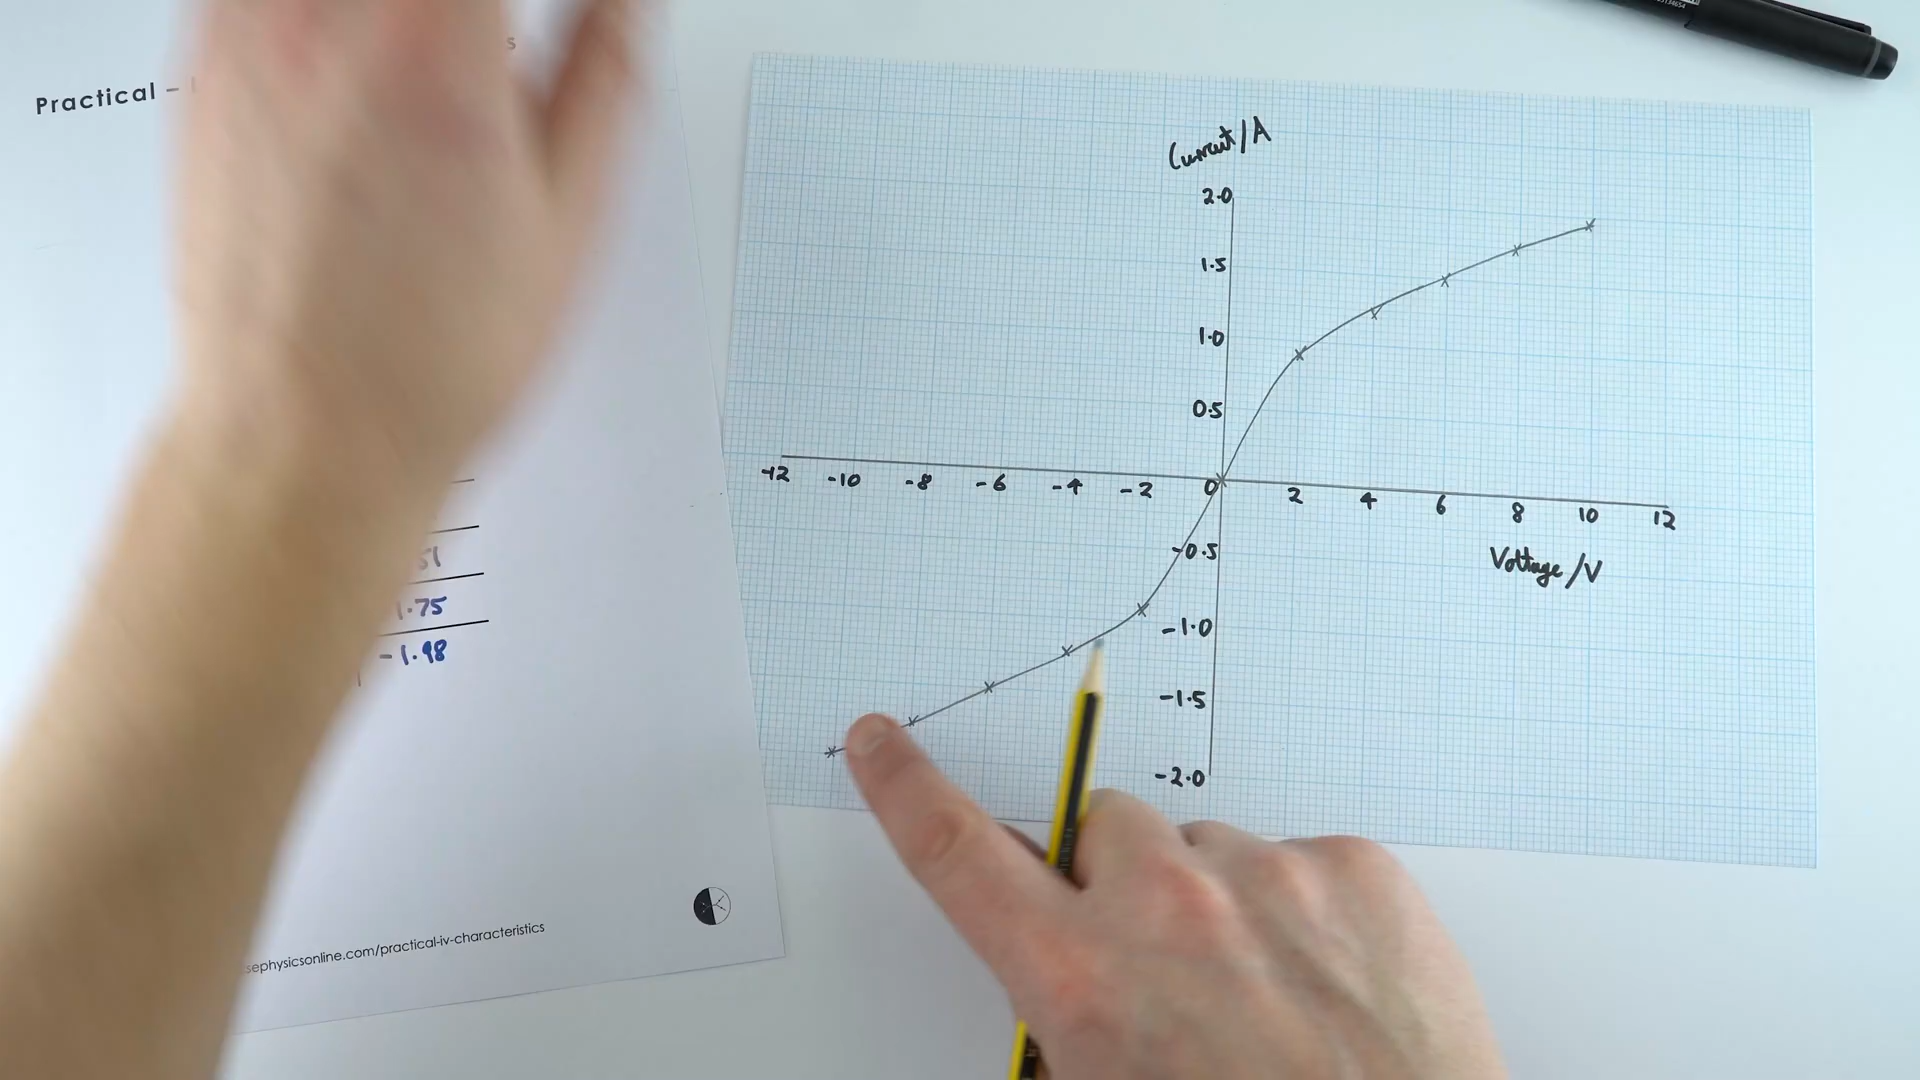 Practical –
s
51
1.75
-1.98
sephysicsonline.com/practical-iv-characteristics
Current/A
2.0
1.5
1.0
0.5
-12 -10 -8 -6 -4 -2 0 2 4 6 8 10 12
-0.5
Voltage/V
-1.0
-1.5
-2.0